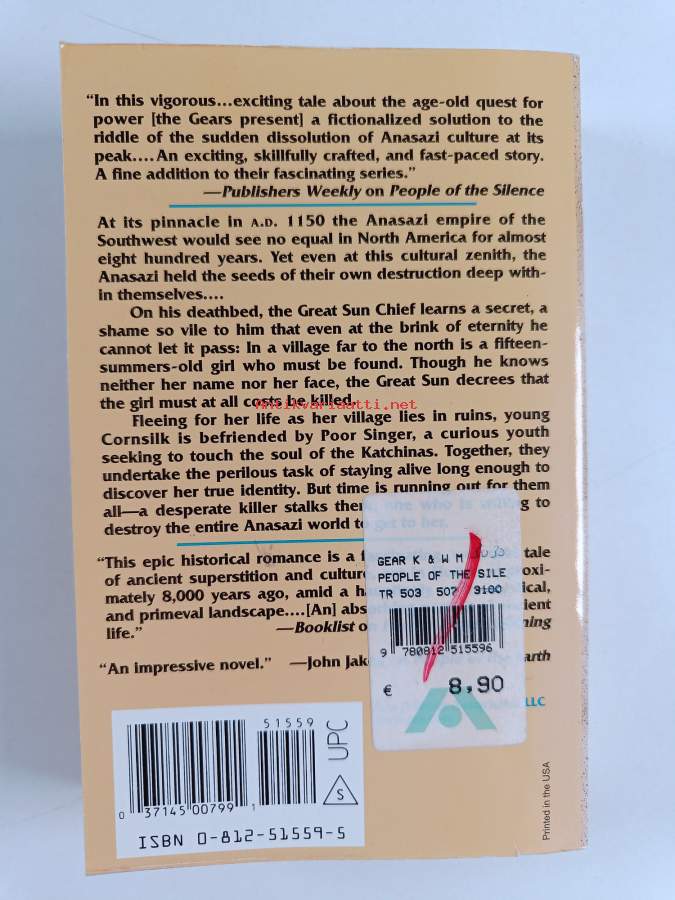 “In this vigorous...exciting tale about the age-old quest for
power [the Gears present] a fictionalized solution to the
riddle of the sudden dissolution of Anasazi culture at its
peak.... An exciting, skillfully crafted, and fast-paced story.
A fine addition to their fascinating series.”
—Publishers Weekly on People of the Silence
At its pinnacle in A.D. 1150 the Anasazi empire of the
Southwest would see no equal in North America for almost
eight hundred years. Yet even at this cultural zenith, the
Anasazi held the seeds of their own destruction deep with-
in themselves....
On his deathbed, the Great Sun Chief learns a secret, a
shame so vile to him that even at the brink of eternity he
cannot let it pass: In a village far to the north is a fifteen-
summers-old girl who must be found. Though he knows
neither her name nor her face, the Great Sun decrees that
the girl must at all costs be killed.
Antikvariaatti.net
Fleeing for her life as her village lies in ruins, young
Cornsilk is befriended by Poor Singer, a curious youth
seeking to touch the soul of the Katchinas. Together, they
undertake the perilous task of staying alive long enough to
discover her true identity. But time is running out for them
all—a desperate killer stalks them, one who is willing to
destroy the entire Anasazi world to get to her.
“This epic historical romance is a tale
of ancient superstition and culture
mately 8,000 years ago, amid a
and primeval landscape....[An]
life.” —Booklist
“An impressive novel.” —John
LLC
GEAR K & W M
PEOPLE OF THE SILE
TR 503 507 3100
9 780812 515596
€ 8,90
51559
UPC
S
0 37145 00799 1
ISBN 0-812-51559-5
Printed in the USA